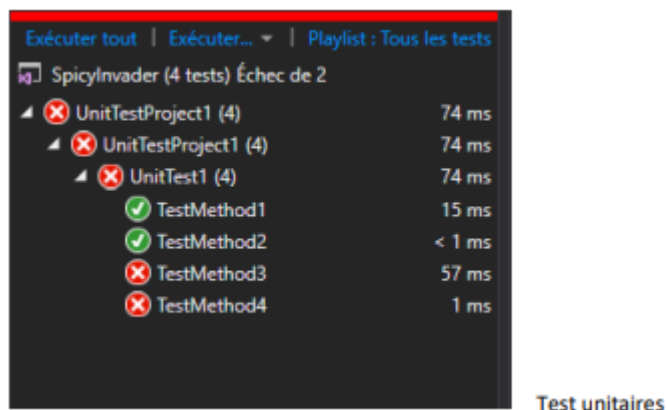 Exécuter tout | Exécuter... | Playlist : Tous les tests
SpicyInvader (4 tests) Échec de 2
UnitTestProject1 (4) 74 ms
UnitTestProject1 (4) 74 ms
UnitTest1 (4) 74 ms
TestMethod1 15 ms
TestMethod2 < 1 ms
TestMethod3 57 ms
TestMethod4 1 ms
Test unitaires